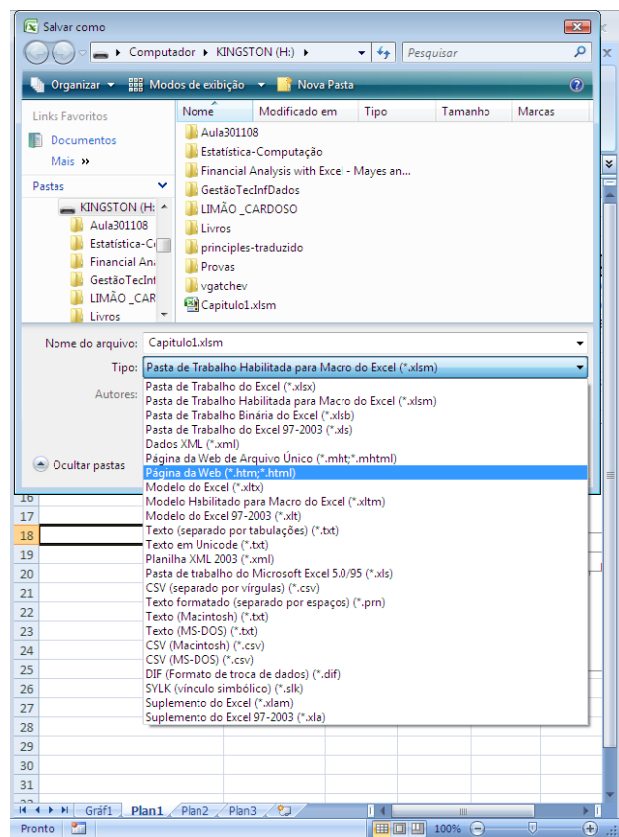 Salvar como
Computador KINGSTON (H:)
Pesquisar
Organizar Modos de exibição Nova Pasta
Links Favoritos
Documentos
Mais »
Pastas
KINGSTON (H:
Aula301108
Estatística-Co
Financial Ana
GestãoTecInf
LIMÃO _CAR
Livros
Nome Modificado em Tipo Tamanho Marcas
Aula301108
Estatística-Computação
Financial Analysis with Excel - Mayes an...
GestãoTecInfDados
LIMÃO _CARDOSO
Livros
principles-traduzido
Provas
vgatchev
Capitulo1.xlsm
Nome do arquivo: Capitulo1.xlsm
Tipo: Pasta de Trabalho Habilitada para Macro do Excel (*.xlsm)
Autores:
Ocultar pastas
Pasta de Trabalho do Excel (*.xlsx)
Pasta de Trabalho Habilitada para Macro do Excel (*.xlsm)
Pasta de Trabalho Binária do Excel (*.xlsb)
Pasta de Trabalho do Excel 97-2003 (*.xls)
Dados XML (*.xml)
Página da Web de Arquivo Único (*.mht;*.mhtml)
Página da Web (*.htm;*.html)
Modelo do Excel (*.xltx)
Modelo Habilitado para Macro do Excel (*.xltm)
Modelo do Excel 97-2003 (*.xlt)
Texto (separado por tabulações) (*.txt)
Texto em Unicode (*.txt)
Planilha XML 2003 (*.xml)
Pasta de trabalho do Microsoft Excel 5.0/95 (*.xls)
CSV (separado por vírgulas) (*.csv)
Texto formatado (separado por espaços) (*.prn)
Texto (Macintosh) (*.txt)
Texto (MS-DOS) (*.txt)
CSV (Macintosh) (*.csv)
CSV (MS-DOS) (*.csv)
DIF (Formato de troca de dados) (*.dif)
SYLK (vínculo simbólico) (*.slk)
Suplemento do Excel (*.xlam)
Suplemento do Excel 97-2003 (*.xla)
16
17
18
19
20
21
22
23
24
25
26
27
28
29
30
31
Gráf1 Plan1 Plan2 Plan3
Pronto 100%